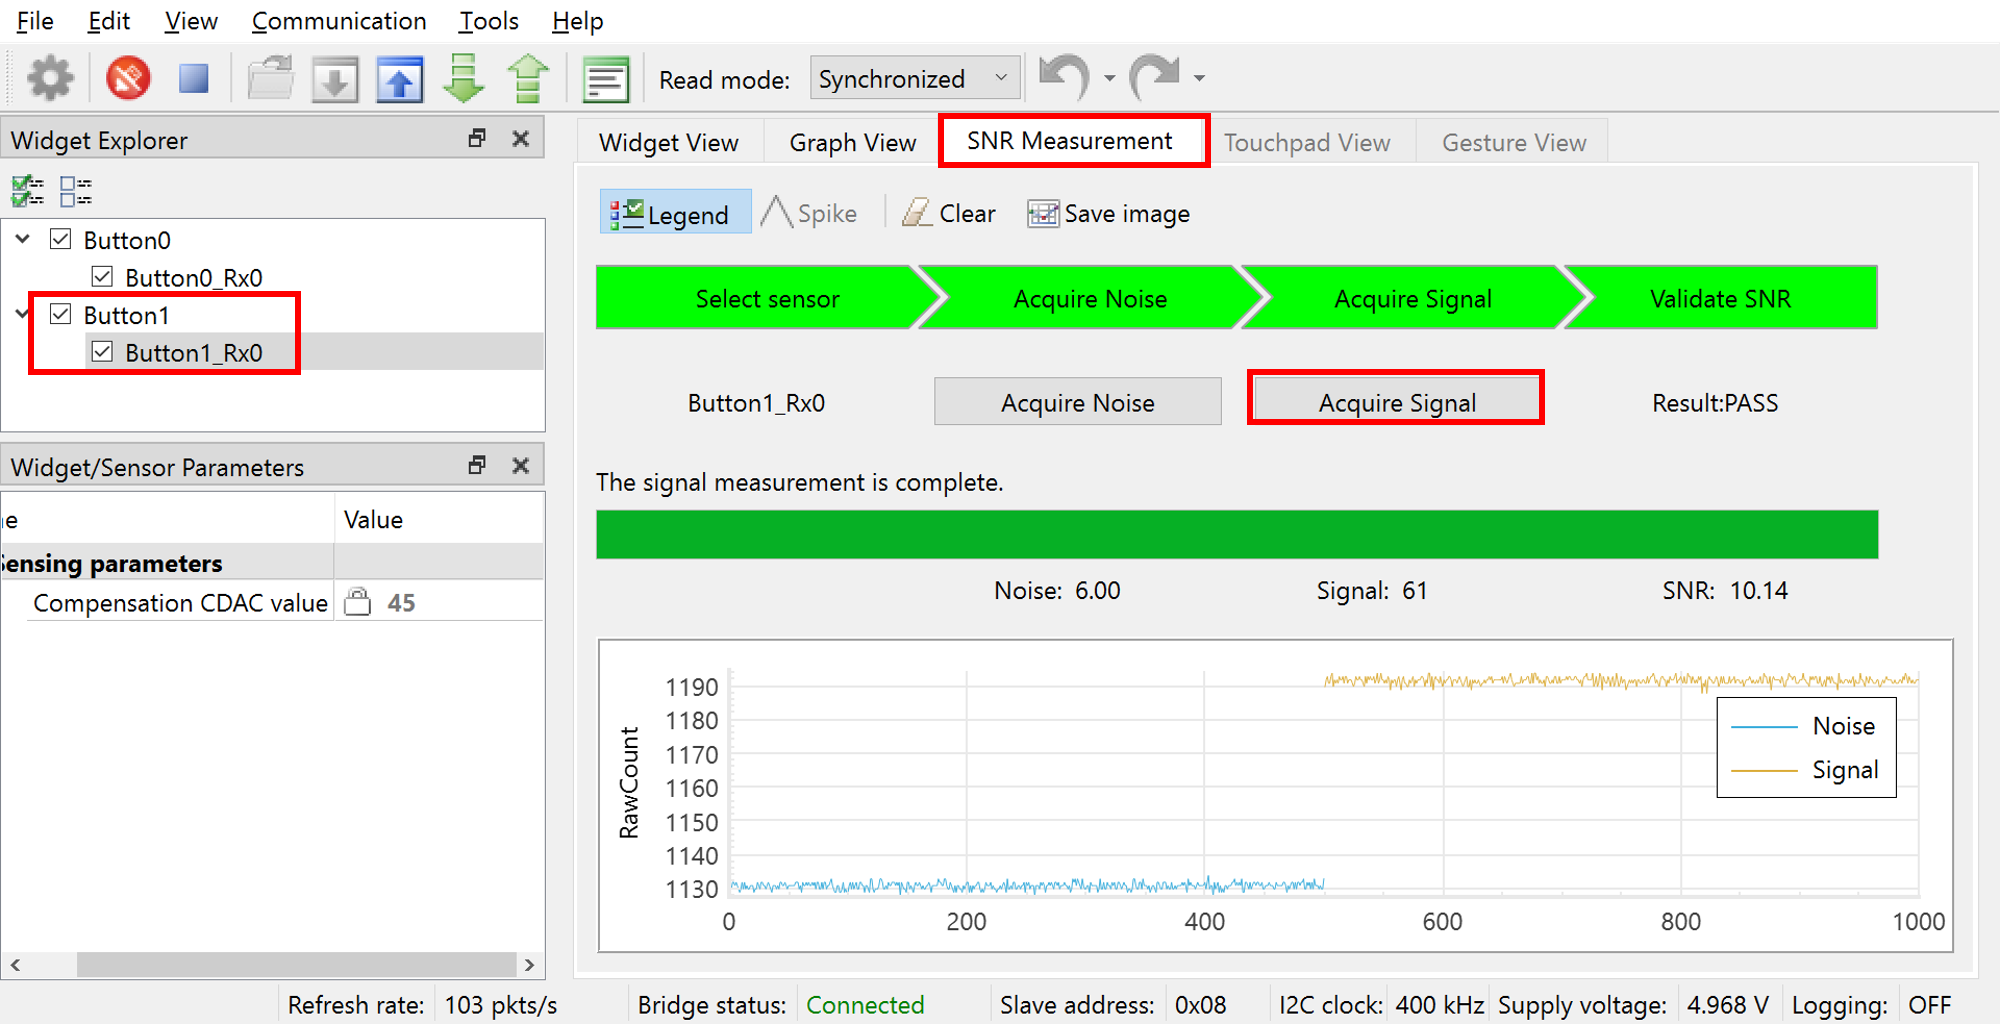 File Edit View Communication Tools Help
Read mode: Synchronized
Widget Explorer
Button0
Button0_Rx0
Button1
Button1_Rx0
Widget/Sensor Parameters
e Value
Sensing parameters
Compensation CDAC value 45
Widget View Graph View SNR Measurement Touchpad View Gesture View
Legend Spike Clear Save image
Select sensor Acquire Noise Acquire Signal Validate SNR
Button1_Rx0 Acquire Noise Acquire Signal Result:PASS
The signal measurement is complete.
Noise: 6.00 Signal: 61 SNR: 10.14
RawCount
1190
1180
1170
1160
1150
1140
1130
0 200 400 600 800 1000
Noise
Signal
Refresh rate: 103 pkts/s Bridge status: Connected Slave address: 0x08 I2C clock: 400 kHz Supply voltage: 4.968 V Logging: OFF